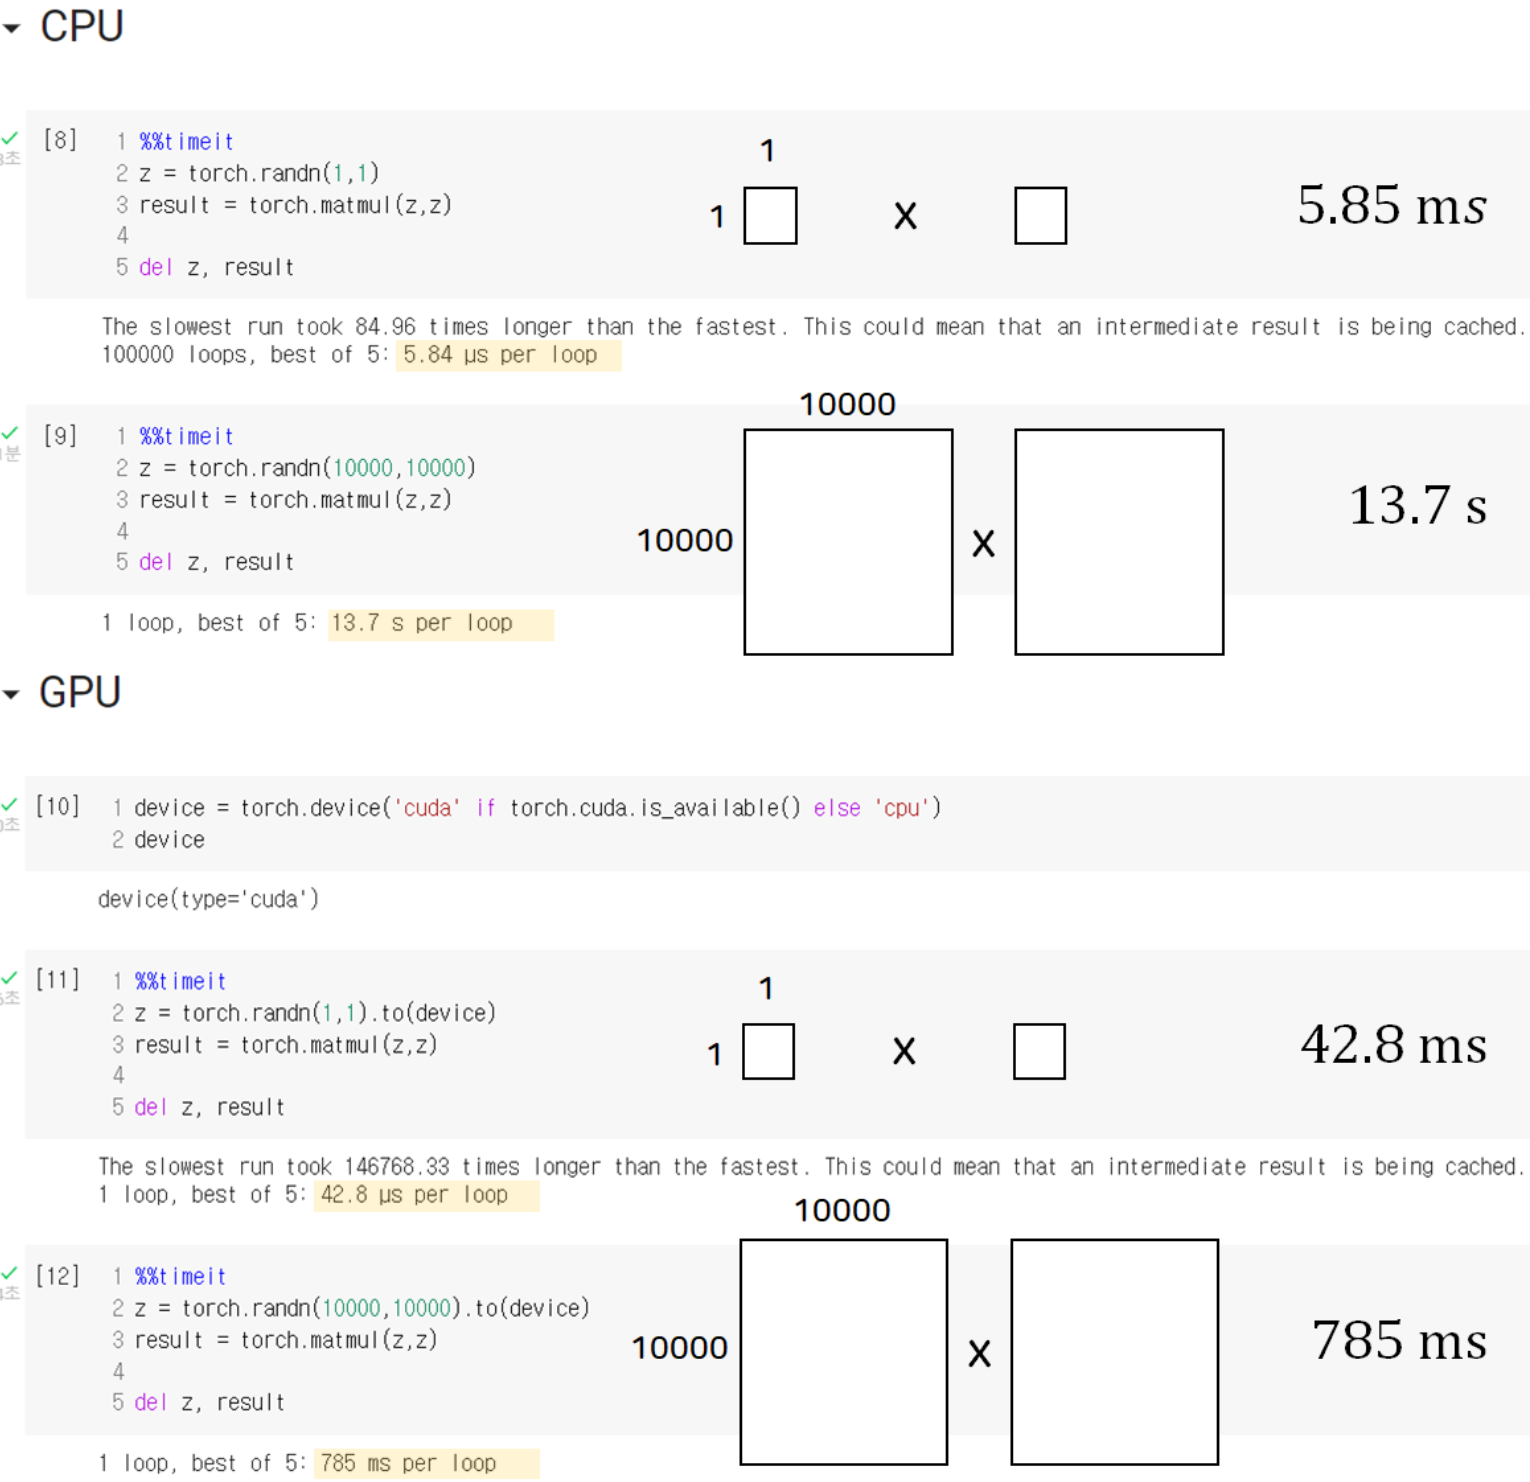 CPU
[8] 1 %%timeit
2 z = torch.randn(1,1)
3 result = torch.matmul(z,z)
4
5 del z, result
1
1 x
5.85 ms
초
The slowest run took 84.96 times longer than the fastest. This could mean that an intermediate result is being cached.
100000 loops, best of 5: 5.84 µs per loop
[9] 1 %%timeit
2 z = torch.randn(10000,10000)
3 result = torch.matmul(z,z)
4
5 del z, result
10000
10000 x
13.7 s
분
1 loop, best of 5: 13.7 s per loop
GPU
[10] 1 device = torch.device('cuda' if torch.cuda.is_available() else 'cpu')
2 device
초
device(type='cuda')
[11] 1 %%timeit
2 z = torch.randn(1,1).to(device)
3 result = torch.matmul(z,z)
4
5 del z, result
1
1 x
42.8 ms
초
The slowest run took 146768.33 times longer than the fastest. This could mean that an intermediate result is being cached.
1 loop, best of 5: 42.8 µs per loop
[12] 1 %%timeit
2 z = torch.randn(10000,10000).to(device)
3 result = torch.matmul(z,z)
4
5 del z, result
10000
10000 x
785 ms
초
1 loop, best of 5: 785 ms per loop